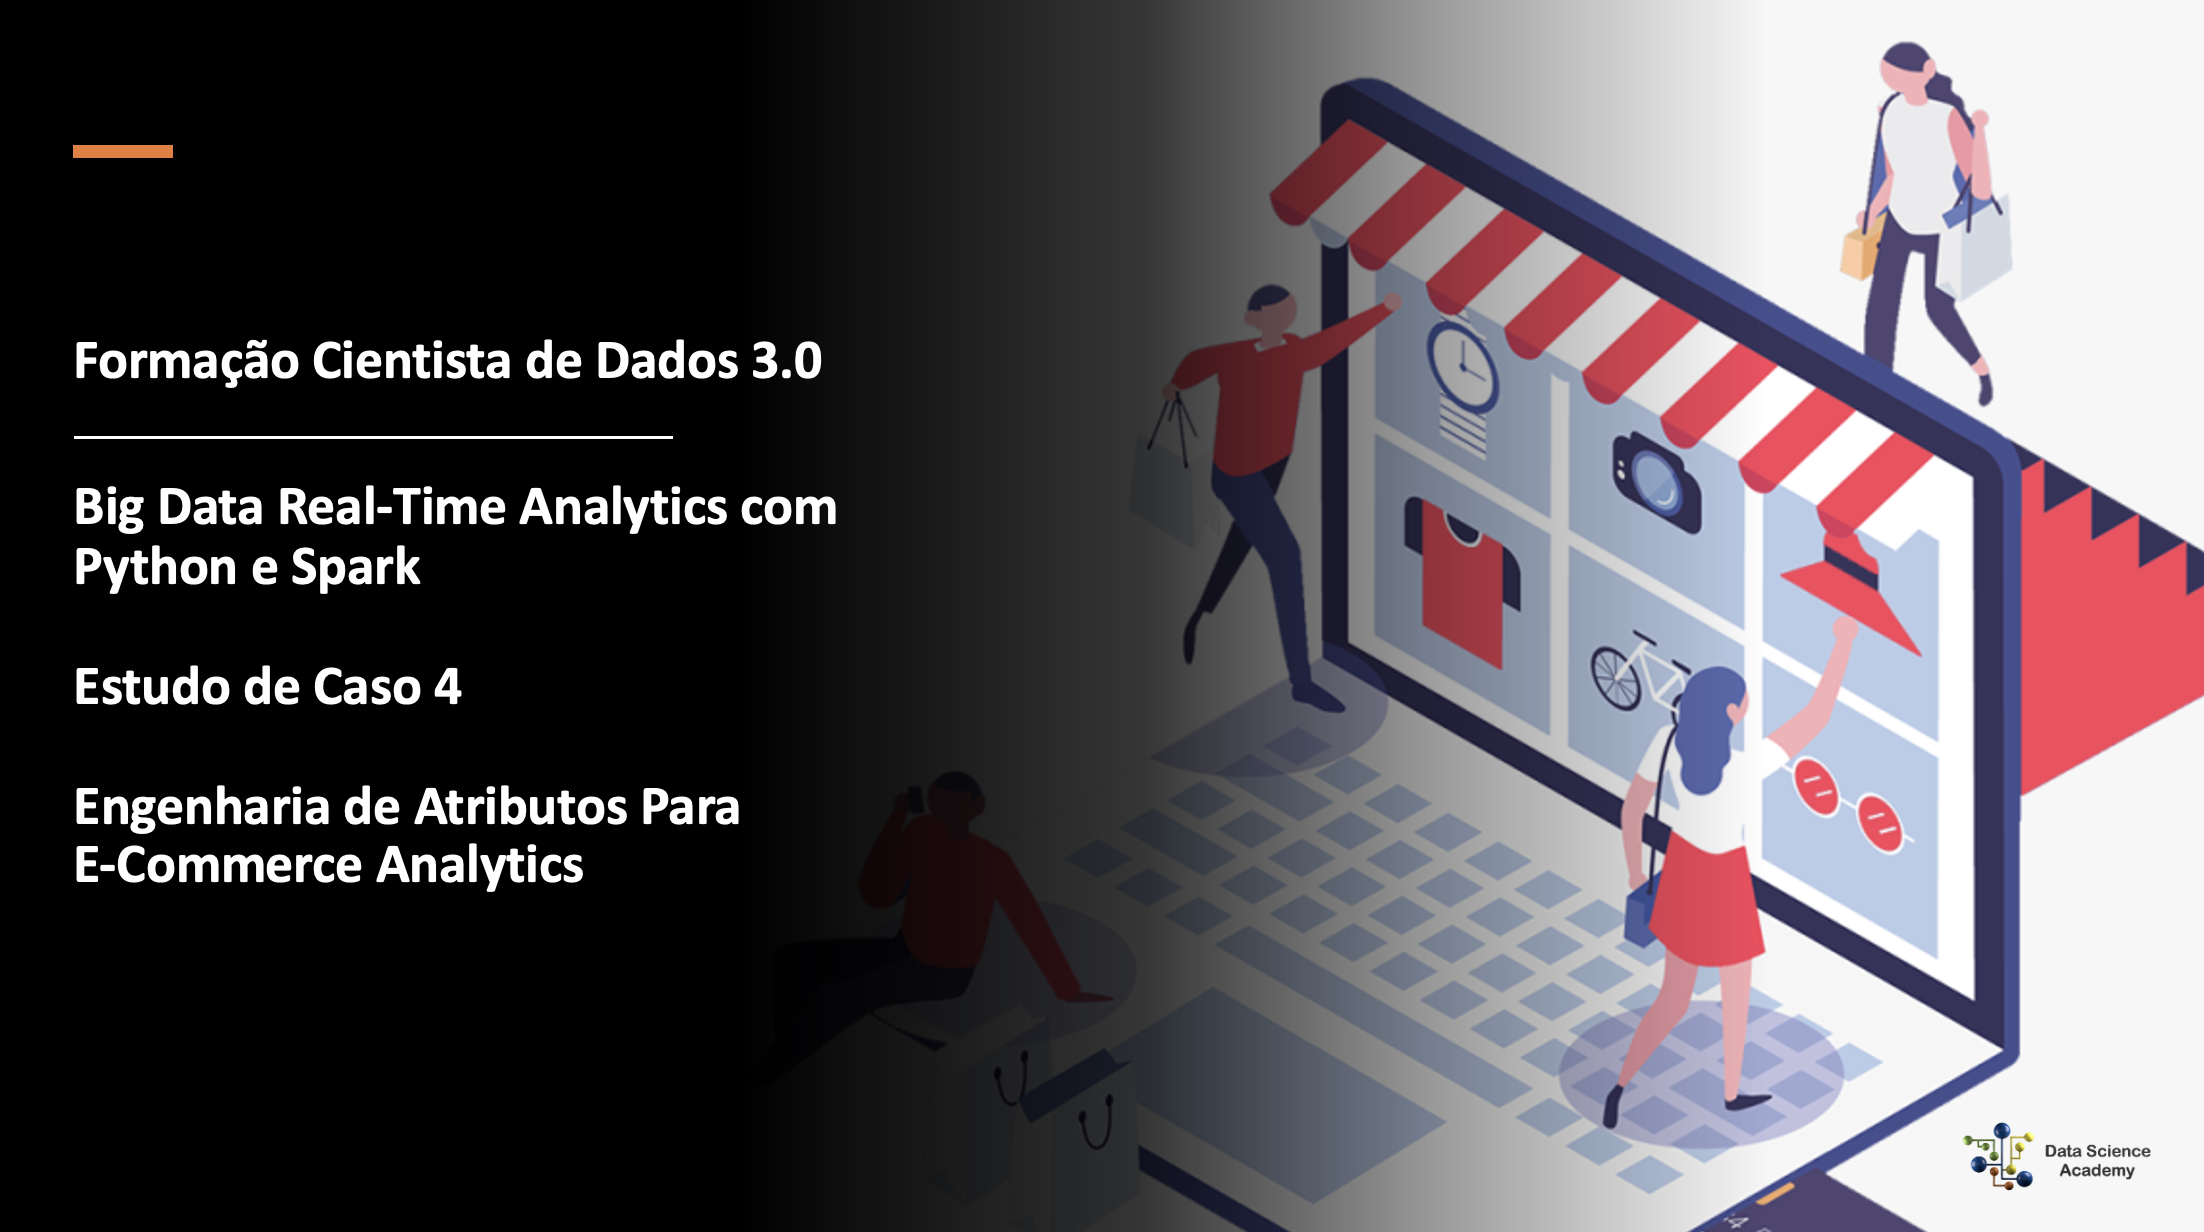 Formação Cientista de Dados 3.0
Big Data Real-Time Analytics com
Python e Spark
Estudo de Caso 4
Engenharia de Atributos Para
E-Commerce Analytics
Data Science
Academy